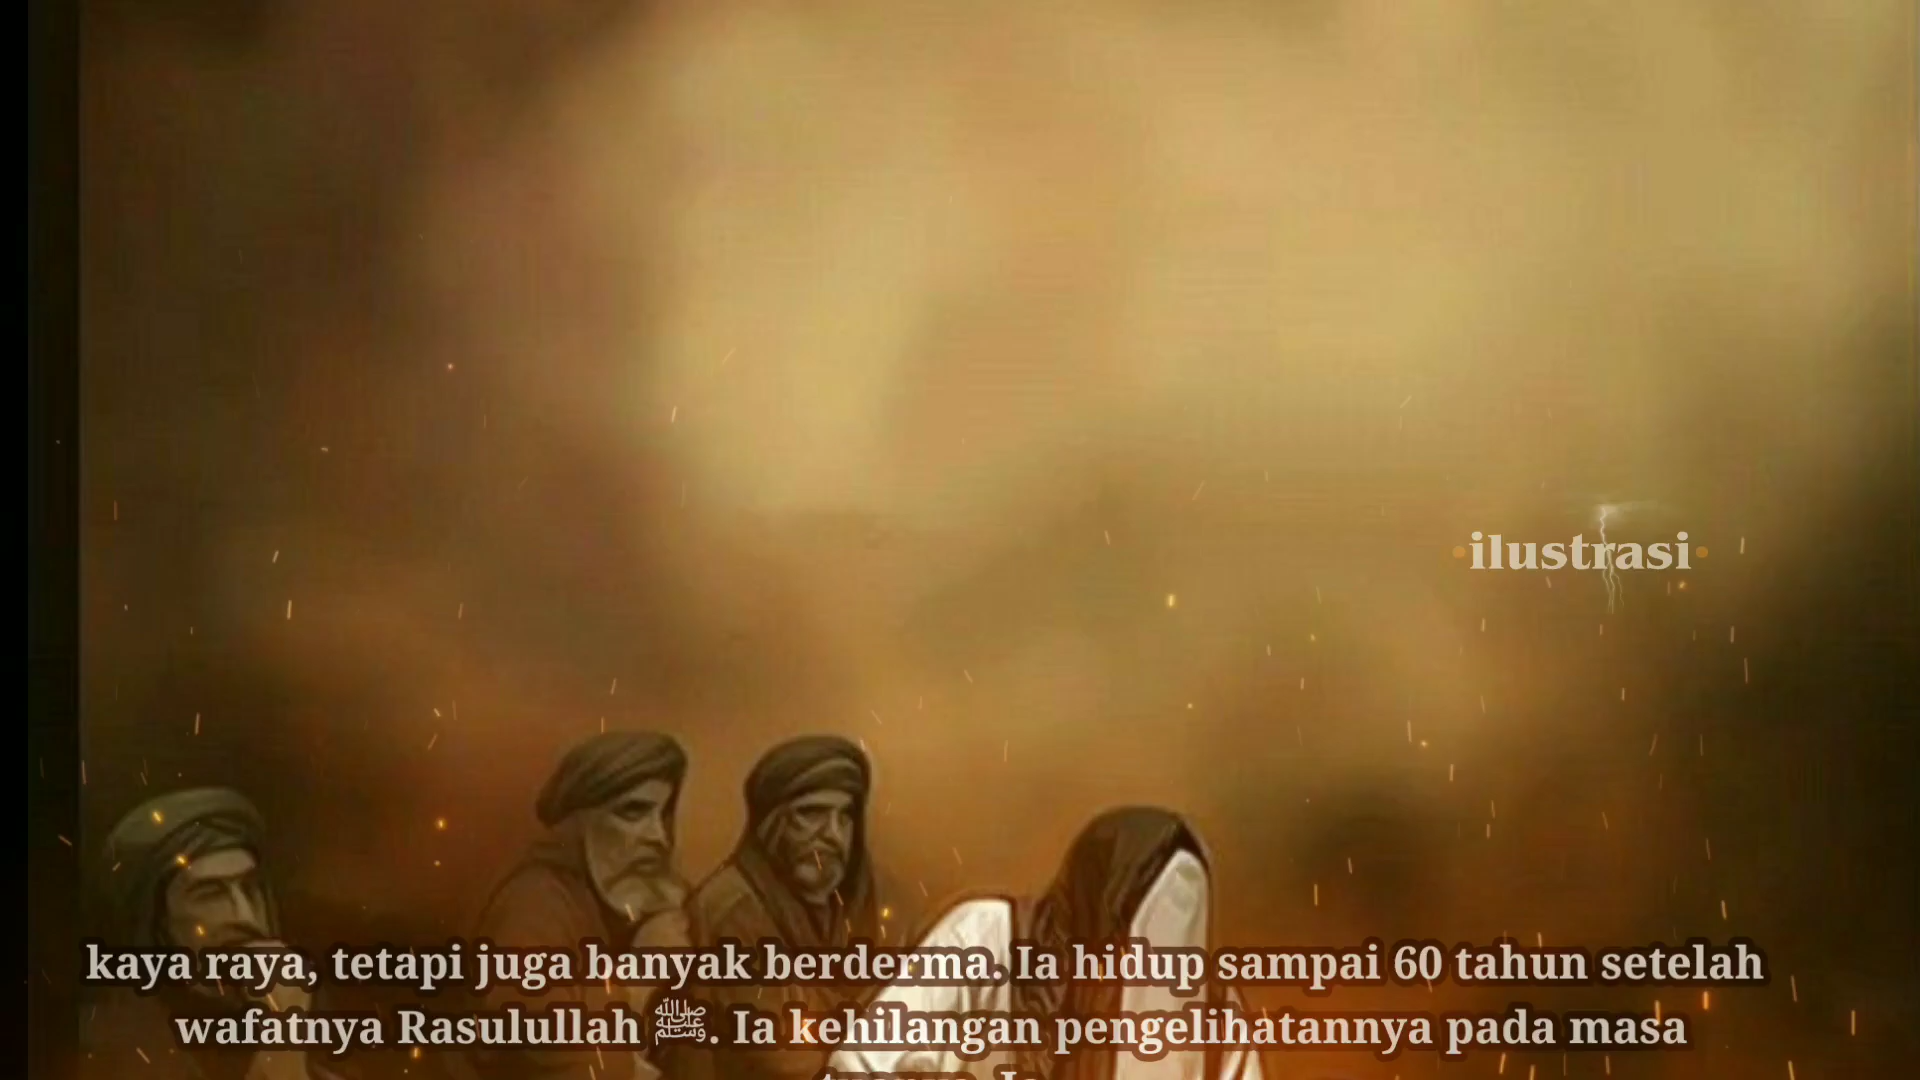 •ilustrasi•
kaya raya, tetapi juga banyak berderma. Ia hidup sampai 60 tahun setelah
wafatnya Rasulullah ﷺ. Ia kehilangan pengelihatannya pada masa